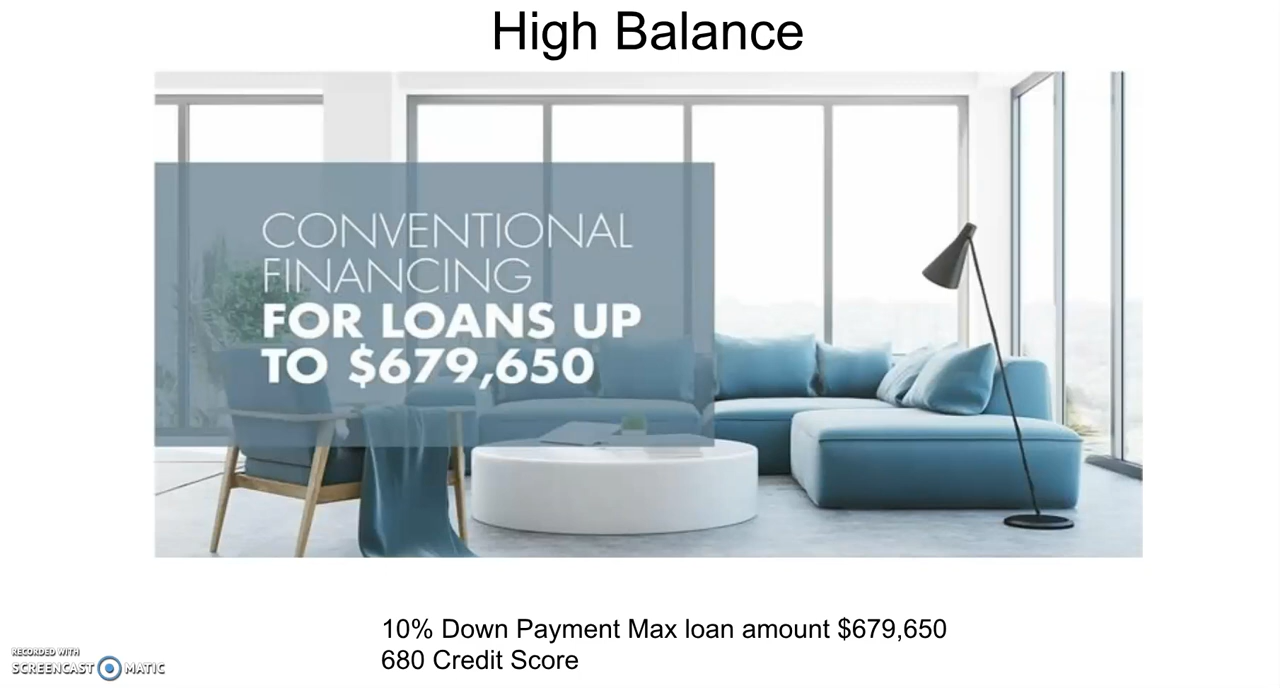 High Balance
CONVENTIONAL
FINANCING
FOR LOANS UP
TO $679,650
10% Down Payment Max loan amount $679,650
680 Credit Score
RECORDED WITH
SCREENCAST MATIC